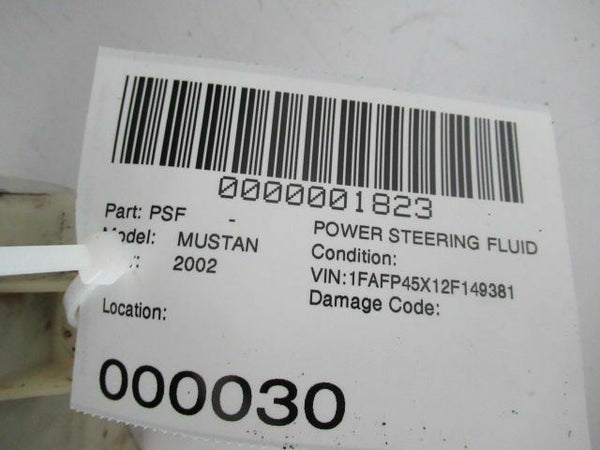 0000001823
Part: PSF -
POWER STEERING FLUID
Model: MUSTAN
Condition:
2002
VIN:1FAFP45X12F149381
Damage Code:
Location:
000030